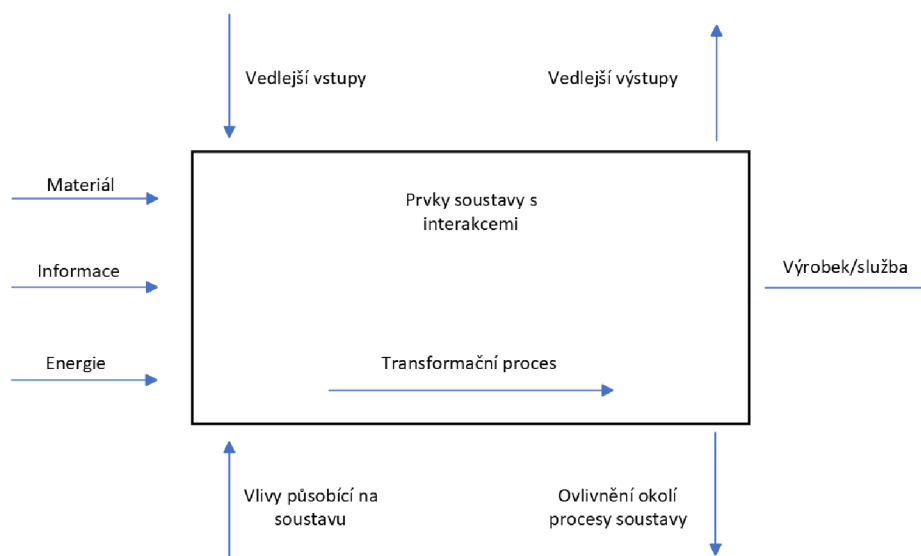 Vedlejší vstupy
Vedlejší výstupy
Materiál
Prvky soustavy s
interakcemi
Informace
Výrobek/služba
Energie
Transformační proces
Vlivy působící na
soustavu
Ovlivnění okolí
procesy soustavy